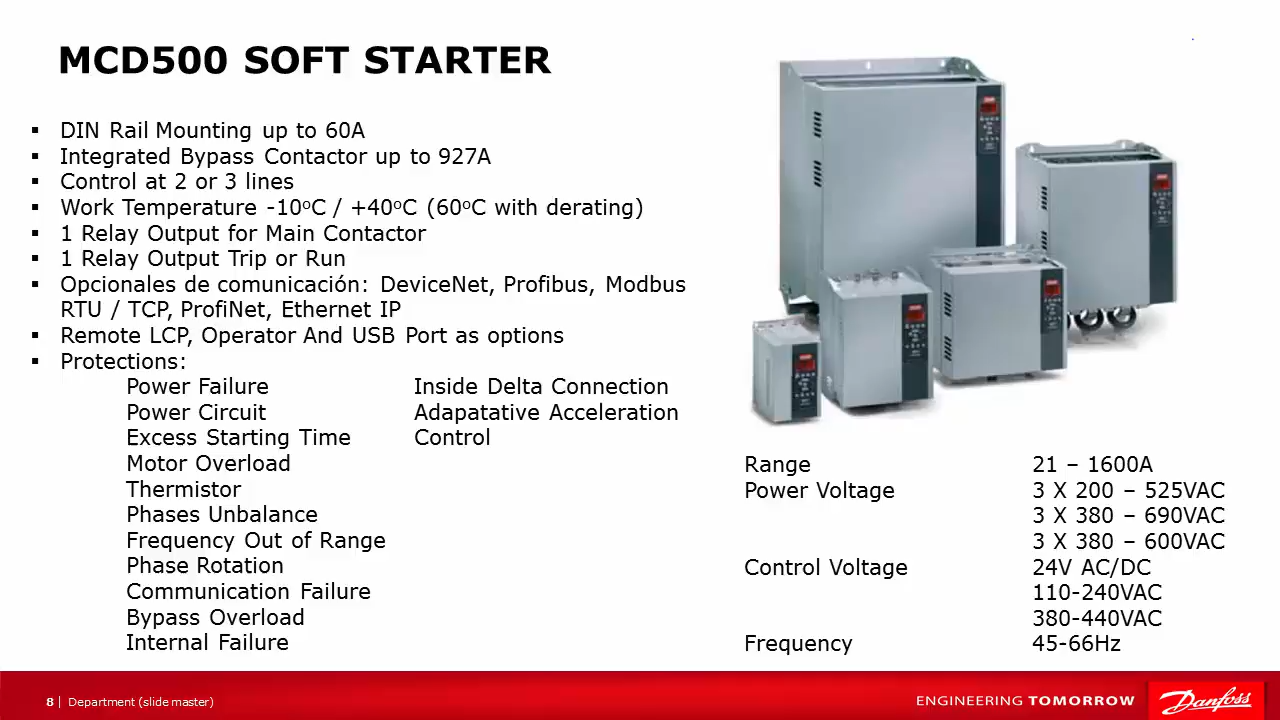 MCD500 SOFT STARTER
▪ DIN Rail Mounting up to 60A
▪ Integrated Bypass Contactor up to 927A
▪ Control at 2 or 3 lines
▪ Work Temperature -10ºC / +40ºC (60ºC with derating)
▪ 1 Relay Output for Main Contactor
▪ 1 Relay Output Trip or Run
▪ Opcionales de comunicación: DeviceNet, Profibus, Modbus
RTU / TCP, ProfiNet, Ethernet IP
▪ Remote LCP, Operator And USB Port as options
▪ Protections:
Power Failure
Power Circuit
Excess Starting Time
Motor Overload
Thermistor
Phases Unbalance
Frequency Out of Range
Phase Rotation
Communication Failure
Bypass Overload
Internal Failure
Inside Delta Connection
Adapatative Acceleration
Control
Range 21 – 1600A
Power Voltage 3 X 200 – 525VAC
3 X 380 – 690VAC
3 X 380 – 600VAC
Control Voltage 24V AC/DC
110-240VAC
380-440VAC
Frequency 45-66Hz
8 | Department (slide master)
ENGINEERING TOMORROW
Danfoss